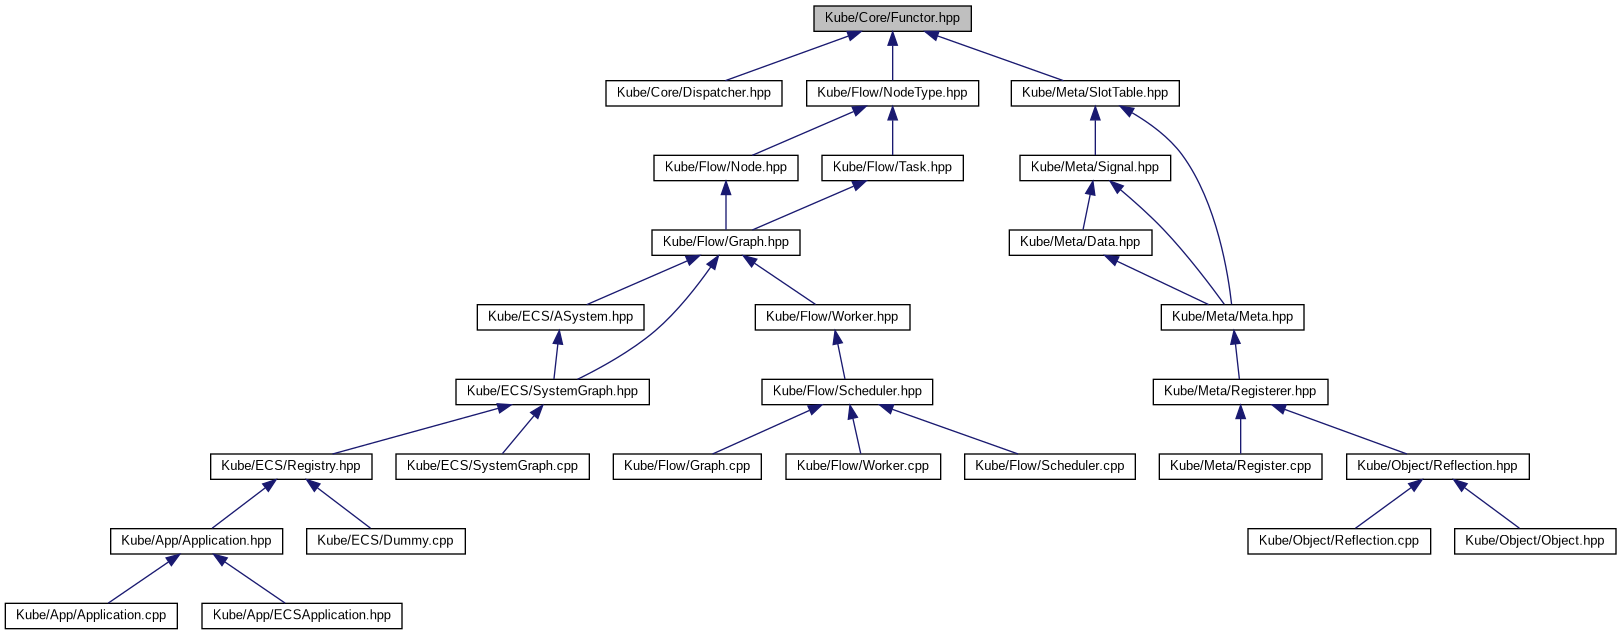 Kube/Core/Functor.hpp
Kube/Core/Dispatcher.hpp
Kube/Flow/NodeType.hpp
Kube/Meta/SlotTable.hpp
Kube/Flow/Node.hpp
Kube/Flow/Task.hpp
Kube/Meta/Signal.hpp
Kube/Flow/Graph.hpp
Kube/Meta/Data.hpp
Kube/ECS/ASystem.hpp
Kube/Flow/Worker.hpp
Kube/Meta/Meta.hpp
Kube/ECS/SystemGraph.hpp
Kube/Flow/Scheduler.hpp
Kube/Meta/Registerer.hpp
Kube/ECS/Registry.hpp
Kube/ECS/SystemGraph.cpp
Kube/Flow/Graph.cpp
Kube/Flow/Worker.cpp
Kube/Flow/Scheduler.cpp
Kube/Meta/Register.cpp
Kube/Object/Reflection.hpp
Kube/App/Application.hpp
Kube/ECS/Dummy.cpp
Kube/Object/Reflection.cpp
Kube/Object/Object.hpp
Kube/App/Application.cpp
Kube/App/ECSApplication.hpp